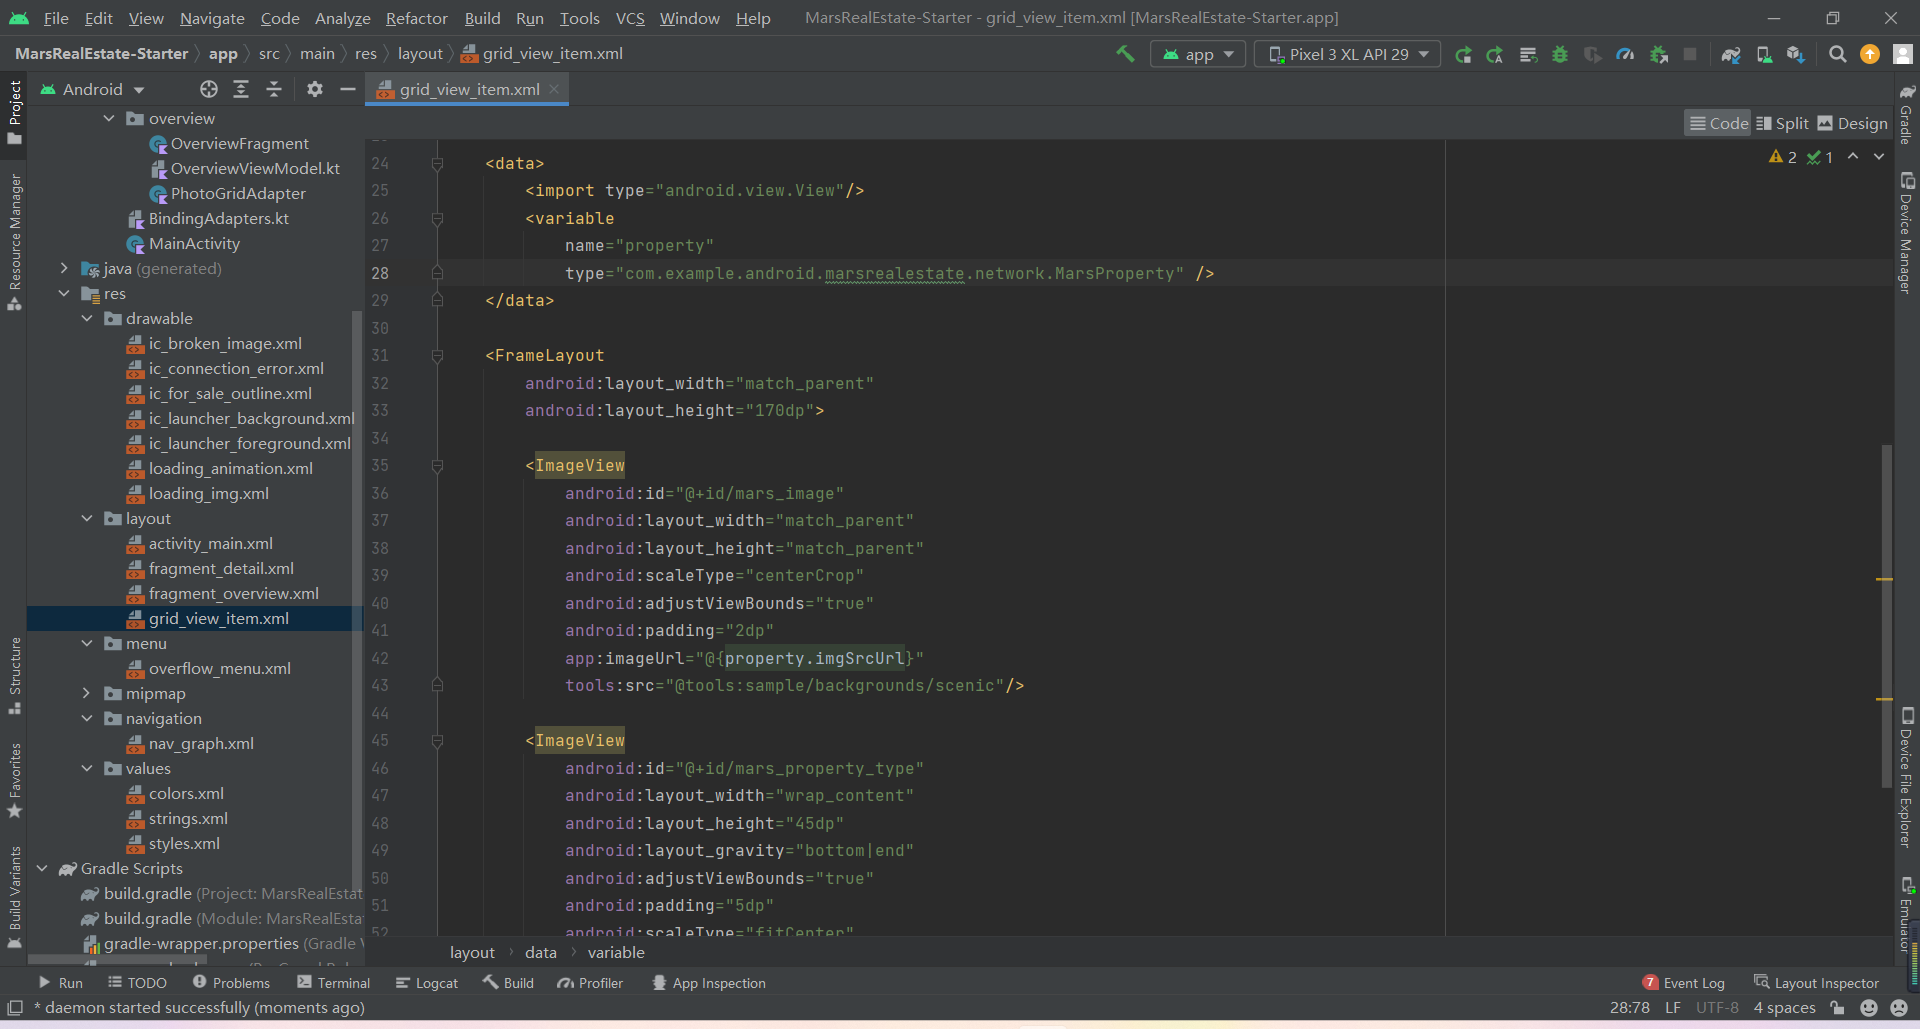 File Edit View Navigate Code Analyze Refactor Build Run Tools VCS Window Help MarsRealEstate-Starter - grid_view_item.xml [MarsRealEstate-Starter.app]
MarsRealEstate-Starter app src main res layout grid_view_item.xml app Pixel 3 XL API 29
Android grid_view_item.xml
Code Split Design
2 1
Project
Resource Manager
Structure
Favorites
Build Variants
overview
OverviewFragment
OverviewViewModel.kt
PhotoGridAdapter
BindingAdapters.kt
MainActivity
java (generated)
res
drawable
ic_broken_image.xml
ic_connection_error.xml
ic_for_sale_outline.xml
ic_launcher_background.xml
ic_launcher_foreground.xml
loading_animation.xml
loading_img.xml
layout
activity_main.xml
fragment_detail.xml
fragment_overview.xml
grid_view_item.xml
menu
overflow_menu.xml
mipmap
navigation
nav_graph.xml
values
colors.xml
strings.xml
styles.xml
Gradle Scripts
build.gradle (Project: MarsRealEstat
build.gradle (Module: MarsRealEsta
gradle-wrapper.properties (Gradle V
24 <data>
25 <import type="android.view.View"/>
26 <variable
27 name="property"
28 type="com.example.android.marsrealestate.network.MarsProperty" />
29 </data>
30
31 <FrameLayout
32 android:layout_width="match_parent"
33 android:layout_height="170dp">
34
35 <ImageView
36 android:id="@+id/mars_image"
37 android:layout_width="match_parent"
38 android:layout_height="match_parent"
39 android:scaleType="centerCrop"
40 android:adjustViewBounds="true"
41 android:padding="2dp"
42 app:imageUrl="@{property.imgSrcUrl}"
43 tools:src="@tools:sample/backgrounds/scenic"/>
44
45 <ImageView
46 android:id="@+id/mars_property_type"
47 android:layout_width="wrap_content"
48 android:layout_height="45dp"
49 android:layout_gravity="bottom|end"
50 android:adjustViewBounds="true"
51 android:padding="5dp"
52 android:scaleType="fitCenter"
layout data variable
Gradle
Device Manager
Device File Explorer
Emulator
Run TODO Problems Terminal Logcat Build Profiler App Inspection 7 Event Log Layout Inspector
* daemon started successfully (moments ago) 28:78 LF UTF-8 4 spaces